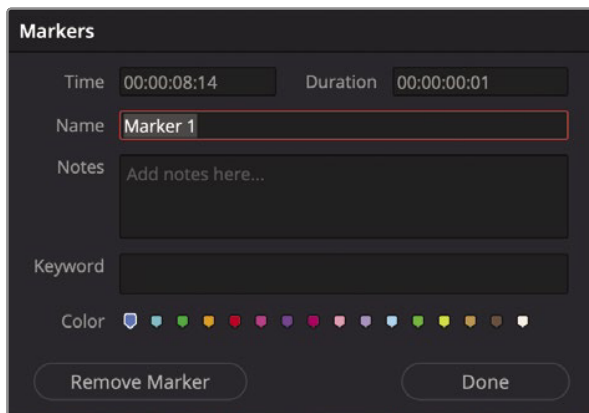 Markers
Time 00:00:08:14 Duration 00:00:00:01
Name Marker 1
Notes Add notes here...
Keyword
Color
Remove Marker Done